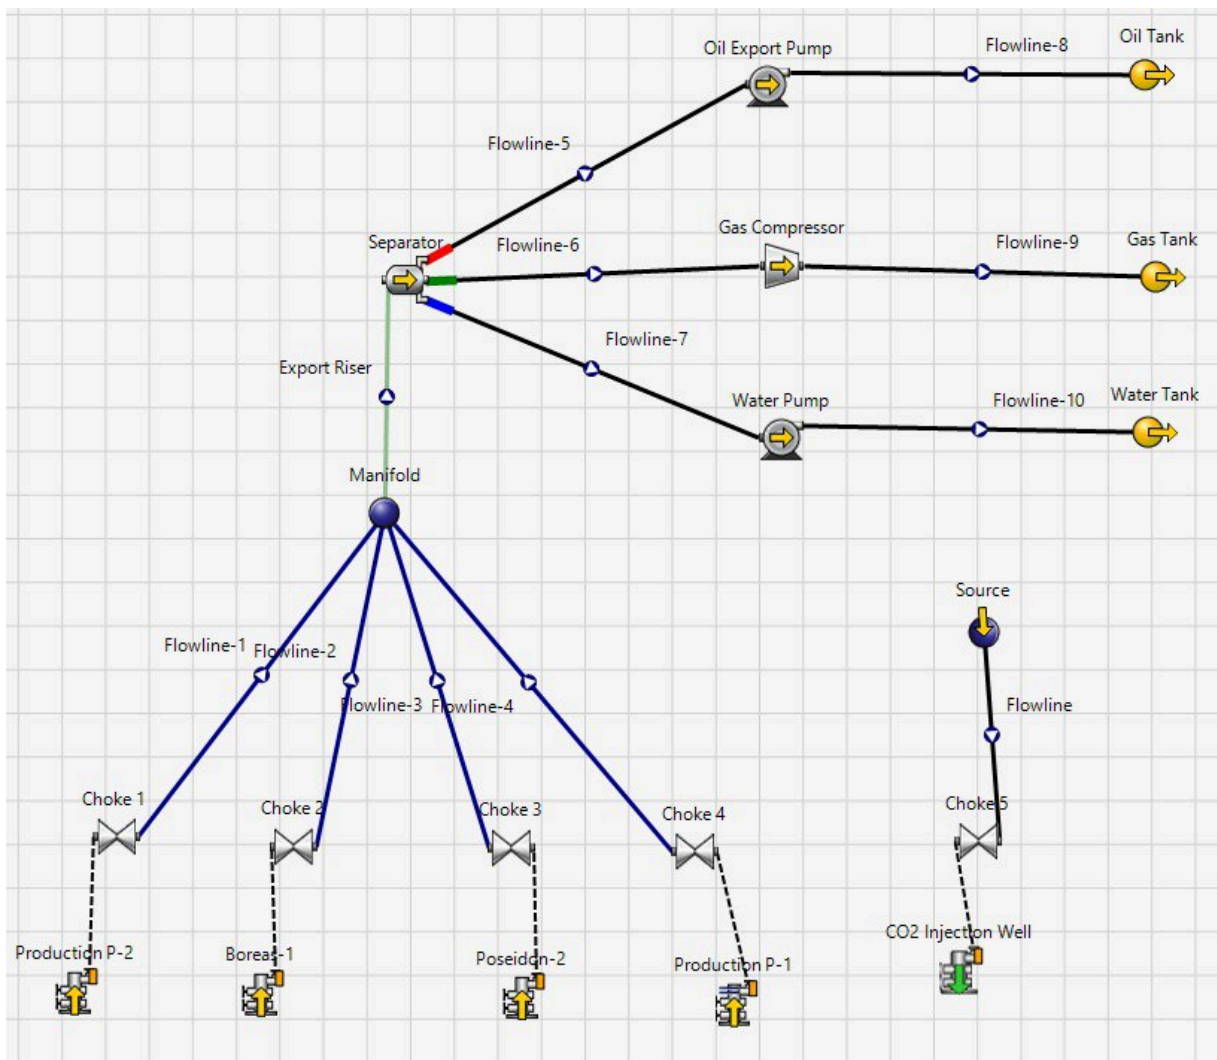 Oil Export Pump
Flowline-8
Oil Tank
Flowline-5
Separator
Flowline-6
Gas Compressor
Flowline-9
Gas Tank
Flowline-7
Export Riser
Water Pump
Flowline-10
Water Tank
Manifold
Source
Flowline-1
Flowline-2
Flowline-3
Flowline-4
Flowline
Choke 1
Choke 2
Choke 3
Choke 4
Choke 5
Production P-2
Boreas-1
Poseidon-2
Production P-1
CO2 Injection Well